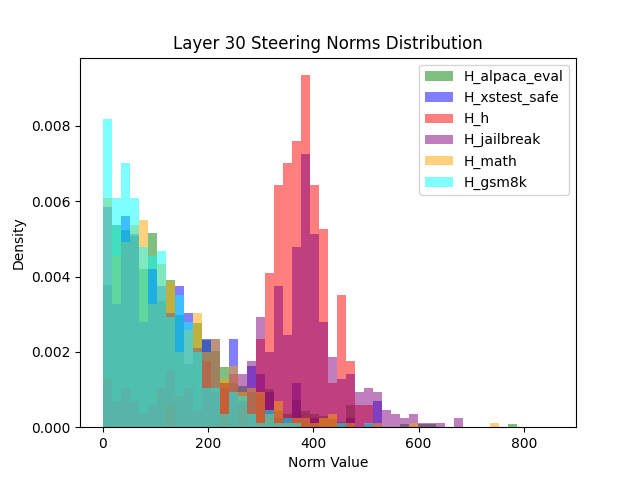 Layer 30 Steering Norms Distribution
H_alpaca_eval
H_xstest_safe
H_h
H_jailbreak
H_math
H_gsm8k
Density
0.008
0.006
0.004
0.002
0.000
0
200
400
600
800
Norm Value